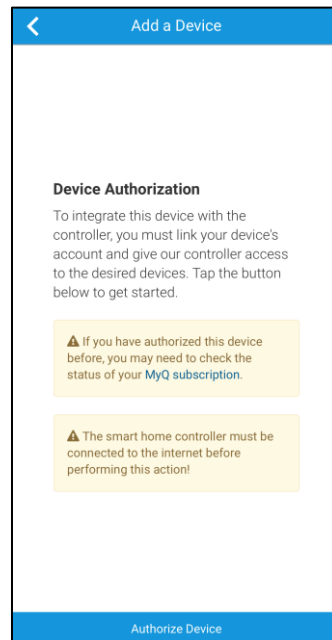 Add a Device
Device Authorization
To integrate this device with the
controller, you must link your device's
account and give our controller access
to the desired devices. Tap the button
below to get started.
If you have authorized this device
before, you may need to check the
status of your MyQ subscription.
The smart home controller must be
connected to the internet before
performing this action!
Authorize Device